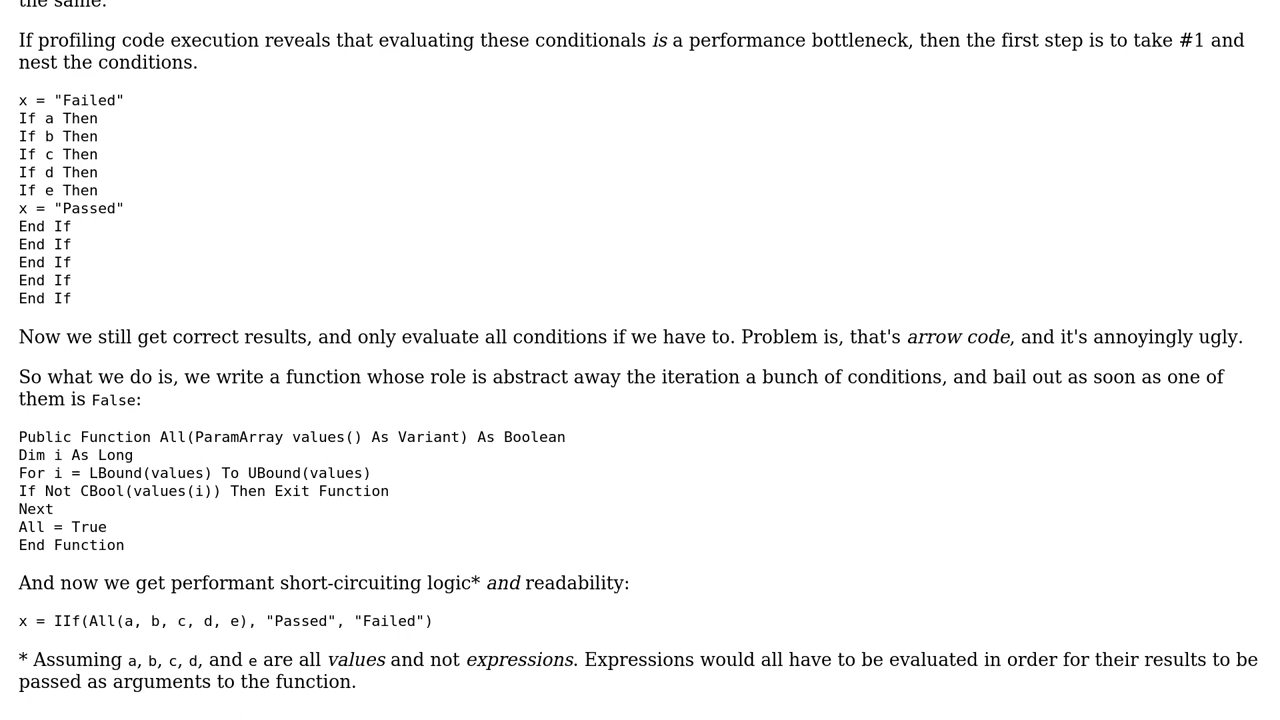 the same.
If profiling code execution reveals that evaluating these conditionals is a performance bottleneck, then the first step is to take #1 and
nest the conditions.
x = "Failed"
If a Then
If b Then
If c Then
If d Then
If e Then
x = "Passed"
End If
End If
End If
End If
End If
Now we still get correct results, and only evaluate all conditions if we have to. Problem is, that's arrow code, and it's annoyingly ugly.
So what we do is, we write a function whose role is abstract away the iteration a bunch of conditions, and bail out as soon as one of
them is False:
Public Function All(ParamArray values() As Variant) As Boolean
Dim i As Long
For i = LBound(values) To UBound(values)
If Not CBool(values(i)) Then Exit Function
Next
All = True
End Function
And now we get performant short-circuiting logic* and readability:
x = IIf(All(a, b, c, d, e), "Passed", "Failed")
* Assuming a, b, c, d, and e are all values and not expressions. Expressions would all have to be evaluated in order for their results to be
passed as arguments to the function.